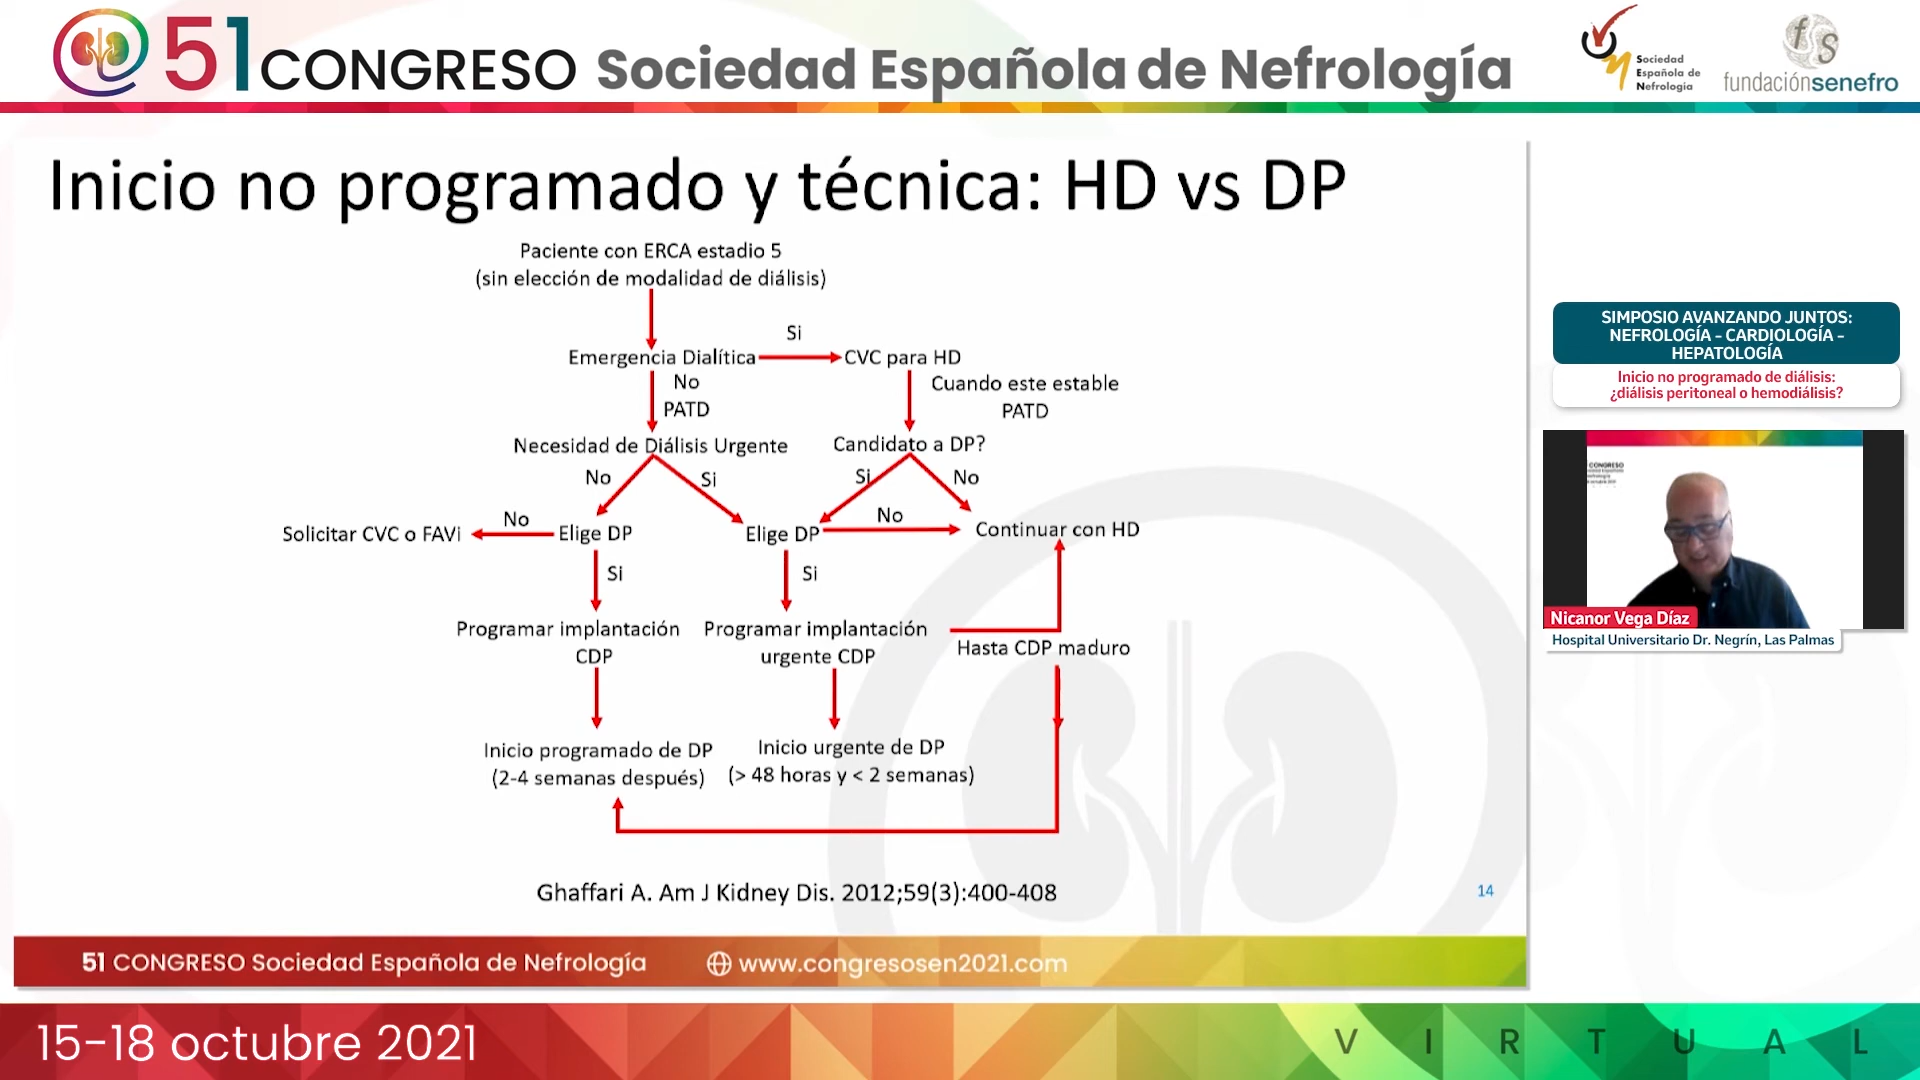 51 CONGRESO Sociedad Española de Nefrología
Sociedad
Española de
Nefrología
fundaciónsenefro
Inicio no programado y técnica: HD vs DP
Paciente con ERCA estadio 5
(sin elección de modalidad de diálisis)
Si
Emergencia Dialítica
CVC para HD
No
PATD
Cuando este estable
PATD
Necesidad de Diálisis Urgente
Candidato a DP?
No
Si
Si
No
Solicitar CVC o FAVi
No
Elige DP
Elige DP
No
Continuar con HD
Si
Si
Programar implantación
CDP
Programar implantación
urgente CDP
Hasta CDP maduro
Inicio programado de DP
(2-4 semanas después)
Inicio urgente de DP
(> 48 horas y < 2 semanas)
Ghaffari A. Am J Kidney Dis. 2012;59(3):400-408
14
51 CONGRESO Sociedad Española de Nefrología
www.congresosen2021.com
SIMPOSIO AVANZANDO JUNTOS:
NEFROLOGÍA - CARDIOLOGÍA -
HEPATOLOGÍA
Inicio no programado de diálisis:
¿diálisis peritoneal o hemodiálisis?
CONGRESO
Nicanor Vega Díaz
Hospital Universitario Dr. Negrín, Las Palmas
15-18 octubre 2021
VIRTUAL